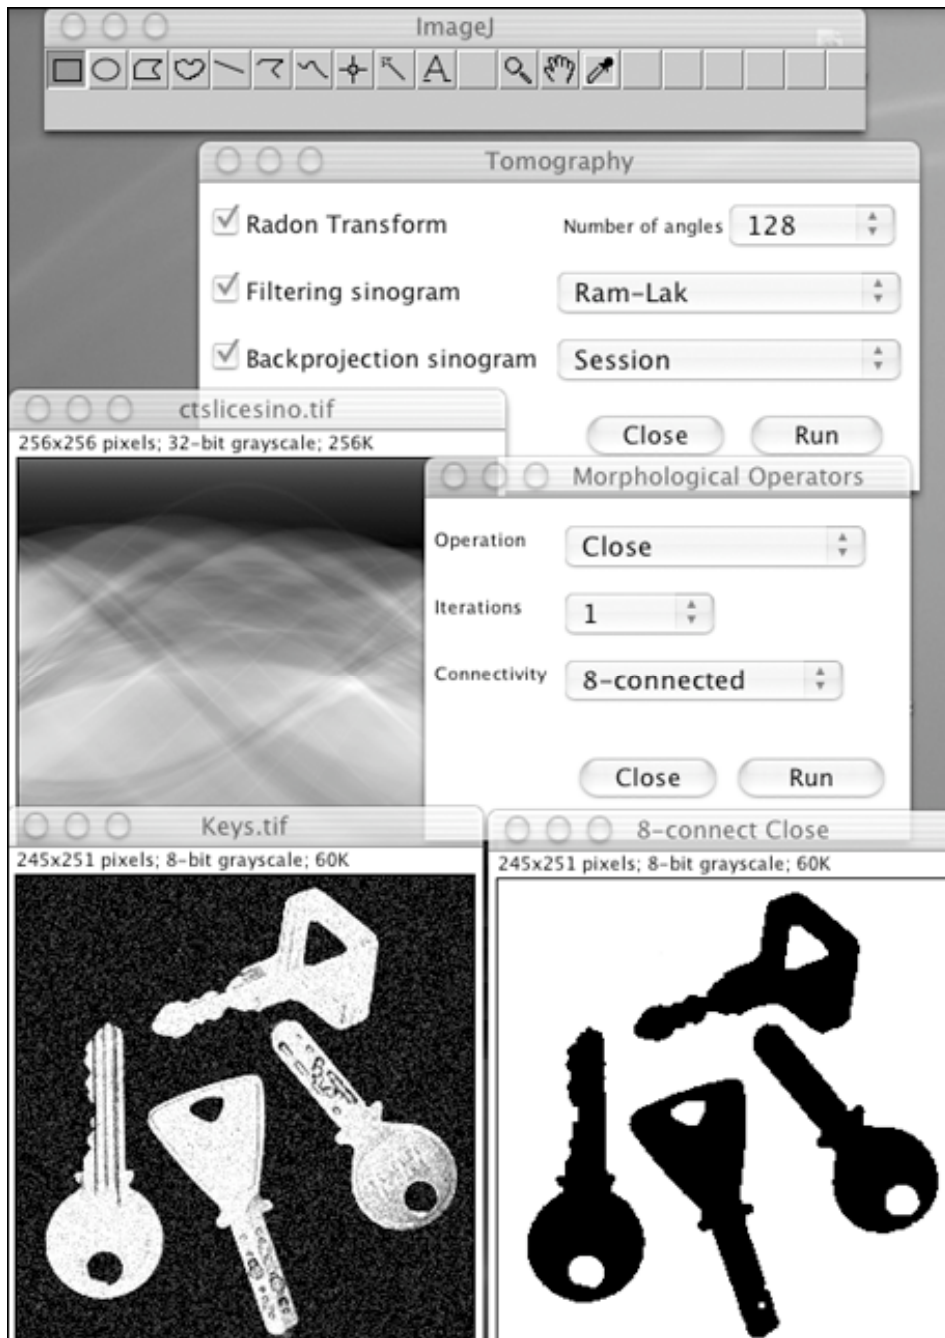 ImageJ
A
Tomography
Radon Transform Number of angles 128
Filtering sinogram Ram-Lak
Backprojection sinogram Session
Close Run
ctslicesino.tif
256x256 pixels; 32-bit grayscale; 256K
Morphological Operators
Operation Close
Iterations 1
Connectivity 8-connected
Close Run
Keys.tif
245x251 pixels; 8-bit grayscale; 60K
8-connect Close
245x251 pixels; 8-bit grayscale; 60K